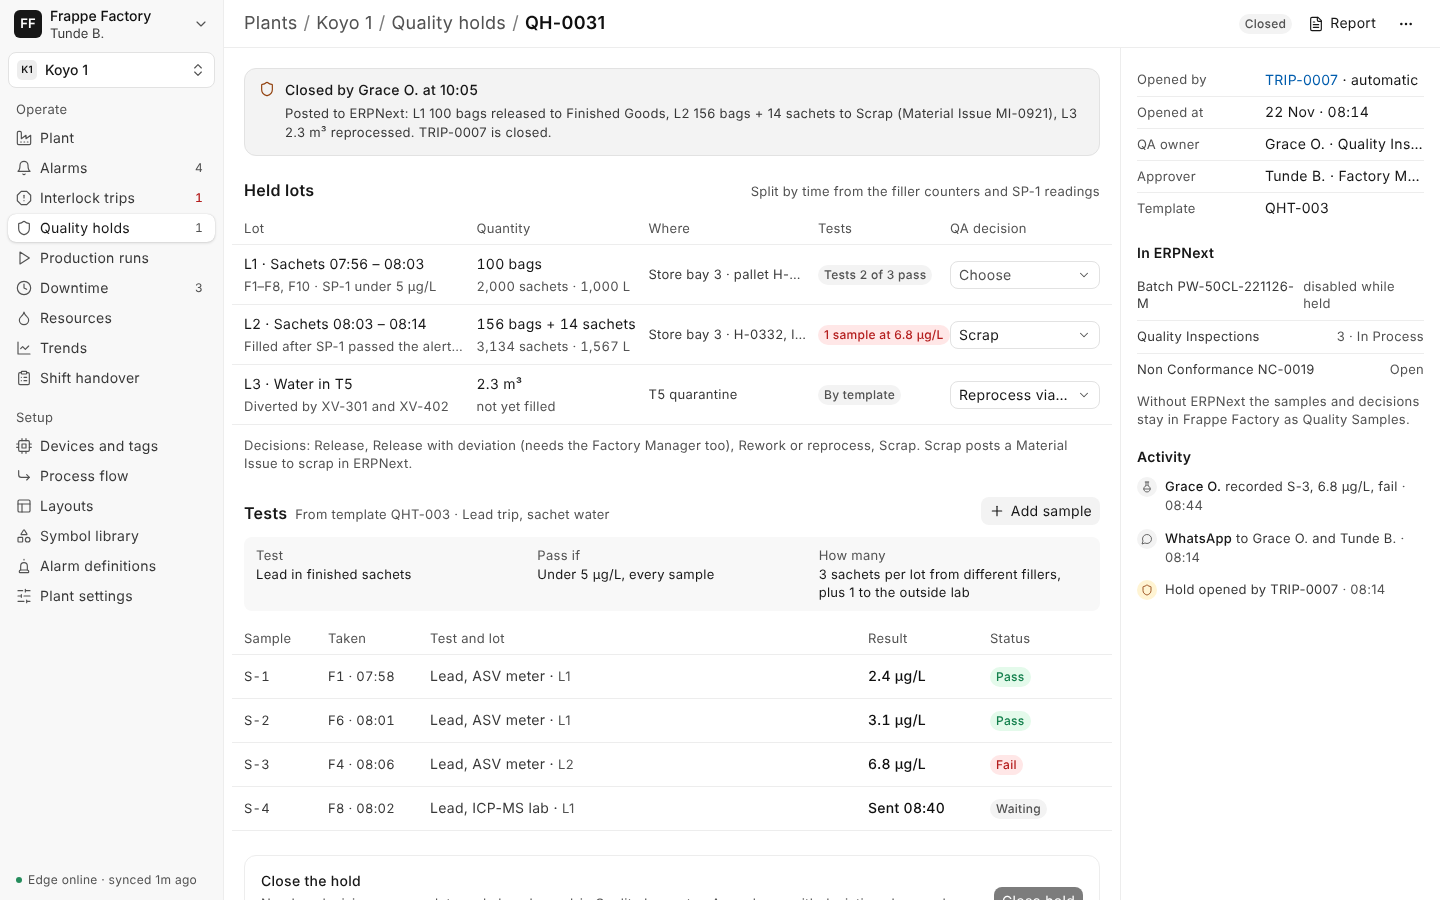 FF
Frappe Factory
Tunde B.
K1
Koyo 1
Operate
Plant
Alarms 4
Interlock trips 1
Quality holds 1
Production runs
Downtime 3
Resources
Trends
Shift handover
Setup
Devices and tags
Process flow
Layouts
Symbol library
Alarm definitions
Plant settings
Edge online · synced 1m ago
Plants / Koyo 1 / Quality holds / QH-0031
Closed
Report
Closed by Grace O. at 10:05
Posted to ERPNext: L1 100 bags released to Finished Goods, L2 156 bags + 14 sachets to Scrap (Material Issue MI-0921), L3
2.3 m³ reprocessed. TRIP-0007 is closed.
Held lots
Split by time from the filler counters and SP-1 readings
Lot Quantity Where Tests QA decision
L1 · Sachets 07:56 – 08:03 100 bags
F1–F8, F10 · SP-1 under 5 µg/L 2,000 sachets · 1,000 L
Store bay 3 · pallet H-... Tests 2 of 3 pass Choose
L2 · Sachets 08:03 – 08:14 156 bags + 14 sachets
Filled after SP-1 passed the alert... 3,134 sachets · 1,567 L
Store bay 3 · H-0332, l... 1 sample at 6.8 µg/L Scrap
L3 · Water in T5 2.3 m³
Diverted by XV-301 and XV-402 not yet filled
T5 quarantine By template Reprocess via...
Decisions: Release, Release with deviation (needs the Factory Manager too), Rework or reprocess, Scrap. Scrap posts a Material
Issue to scrap in ERPNext.
Tests From template QHT-003 · Lead trip, sachet water
Add sample
Test Pass if How many
Lead in finished sachets Under 5 µg/L, every sample 3 sachets per lot from different fillers,
plus 1 to the outside lab
Sample Taken Test and lot Result Status
S-1 F1 · 07:58 Lead, ASV meter · L1 2.4 µg/L Pass
S-2 F6 · 08:01 Lead, ASV meter · L1 3.1 µg/L Pass
S-3 F4 · 08:06 Lead, ASV meter · L2 6.8 µg/L Fail
S-4 F8 · 08:02 Lead, ICP-MS lab · L1 Sent 08:40 Waiting
Close the hold
Opened by TRIP-0007 · automatic
Opened at 22 Nov · 08:14
QA owner Grace O. · Quality Ins...
Approver Tunde B. · Factory M...
Template QHT-003
In ERPNext
Batch PW-50CL-221126- disabled while
M held
Quality Inspections 3 · In Process
Non Conformance NC-0019 Open
Without ERPNext the samples and decisions
stay in Frappe Factory as Quality Samples.
Activity
Grace O. recorded S-3, 6.8 µg/L, fail ·
08:44
WhatsApp to Grace O. and Tunde B. ·
08:14
Hold opened by TRIP-0007 · 08:14